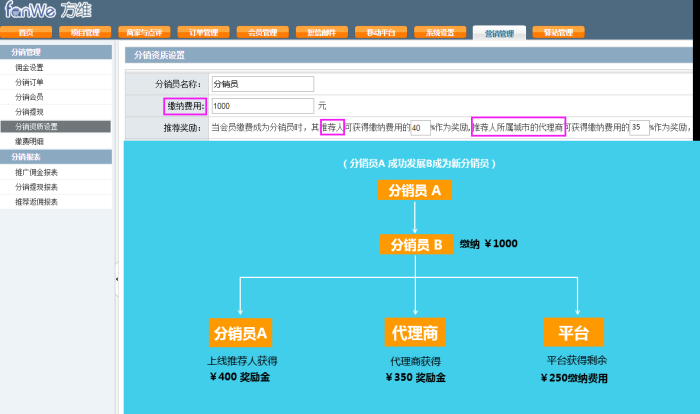 fanWe 方维
首页 项目管理 商家与点评 订单管理 会员管理 短信邮件 移动平台 系统设置 营销管理 驿站管理
分销管理
佣金设置
分销订单
分销会员
分销提现
分销资质设置
缴费明细
分销报表
推广佣金报表
分销提现报表
推荐返佣报表
分销资质设置
分销员名称： 分销员
缴纳费用: 1000 元
推荐奖励： 当会员缴费成为分销员时，其推荐人可获得缴纳费用的 40 %作为奖励，推荐人所属城市的代理商可获得缴纳费用的 35 %作为奖励，
（分销员A 成功发展B成为新分销员）
分销员 A
分销员 B 缴纳 ￥1000
分销员A 代理商 平台
上线推荐人获得 代理商获得 平台获得剩余
￥400 奖励金 ￥350 奖励金 ￥250缴纳费用